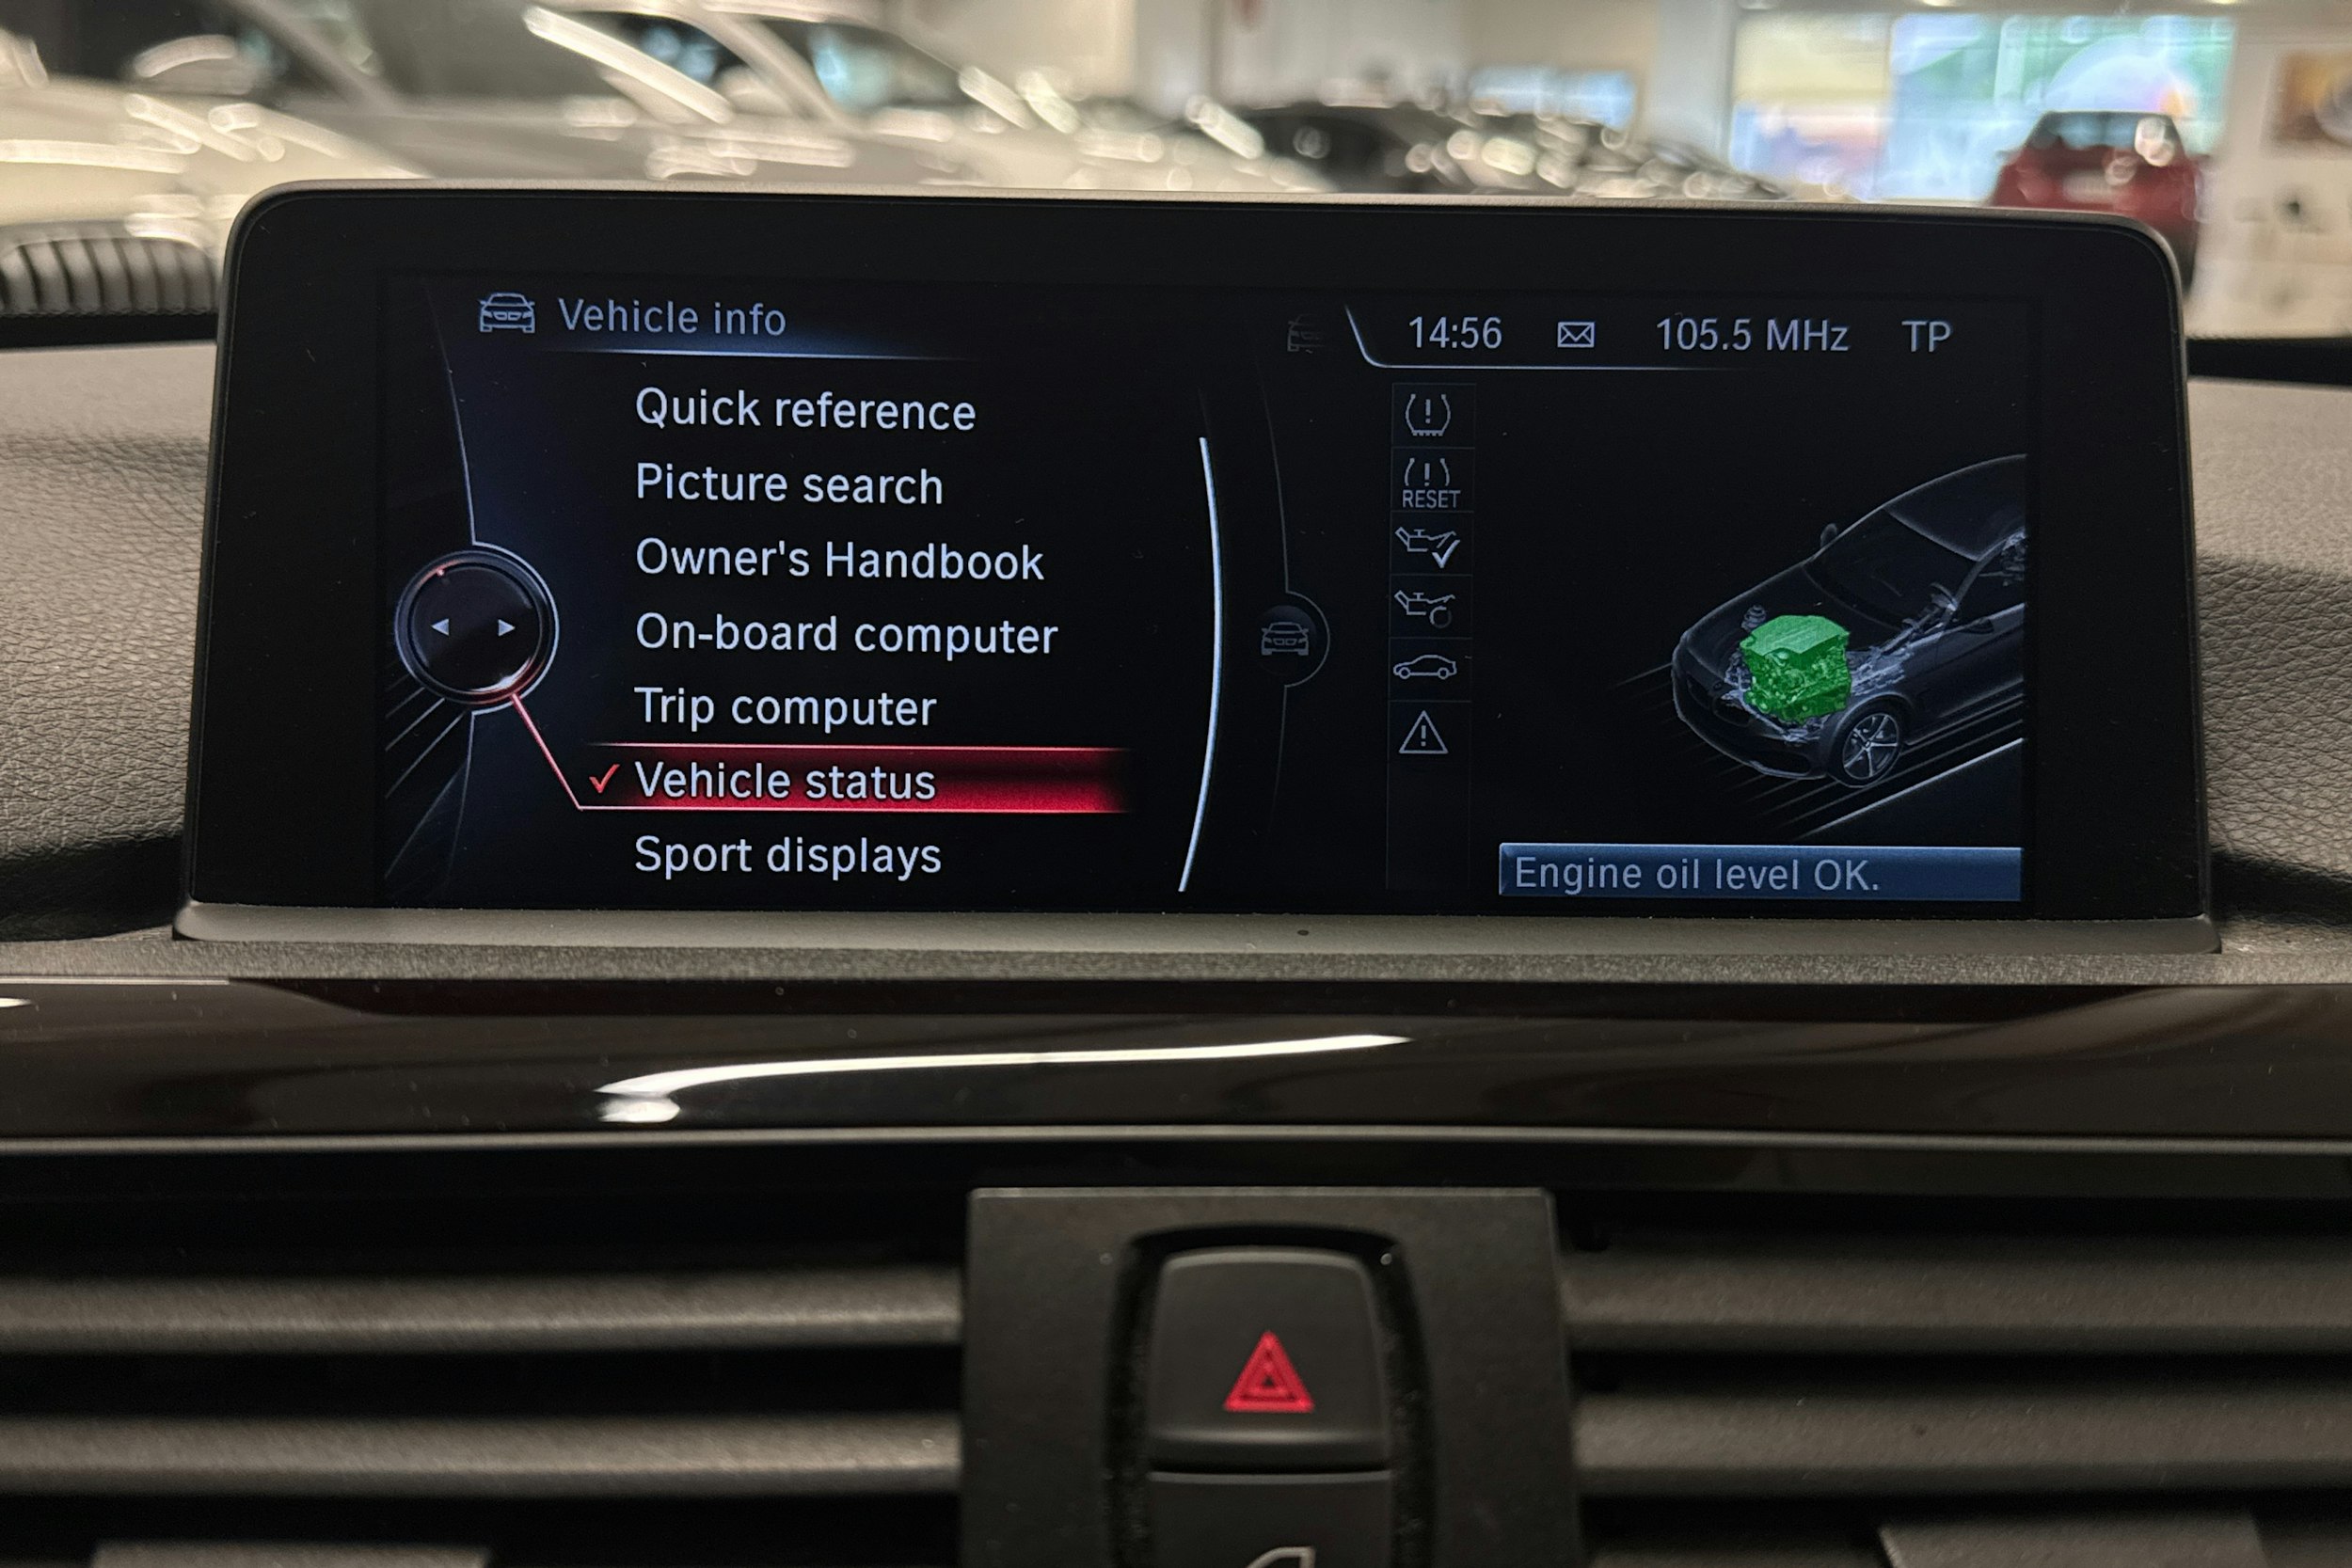 Vehicle info
14:56 105.5 MHz TP
Quick reference
Picture search
Owner's Handbook
On-board computer
Trip computer
Vehicle status
Sport displays
RESET
Engine oil level OK.